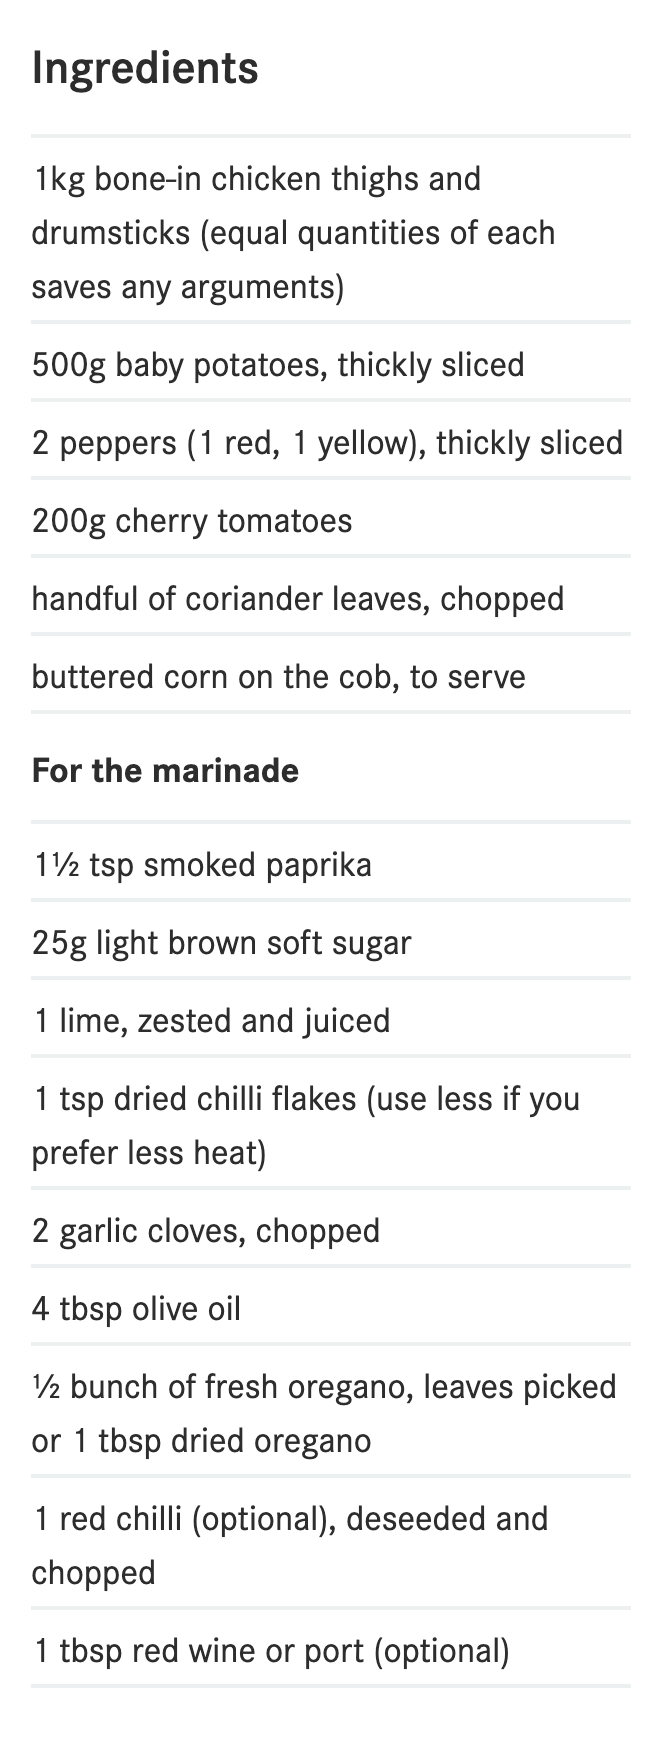 Ingredients
1kg bone-in chicken thighs and
drumsticks (equal quantities of each
saves any arguments)
500g baby potatoes, thickly sliced
2 peppers (1 red, 1 yellow), thickly sliced
200g cherry tomatoes
handful of coriander leaves, chopped
buttered corn on the cob, to serve
For the marinade
1½ tsp smoked paprika
25g light brown soft sugar
1 lime, zested and juiced
1 tsp dried chilli flakes (use less if you
prefer less heat)
2 garlic cloves, chopped
4 tbsp olive oil
½ bunch of fresh oregano, leaves picked
or 1 tbsp dried oregano
1 red chilli (optional), deseeded and
chopped
1 tbsp red wine or port (optional)